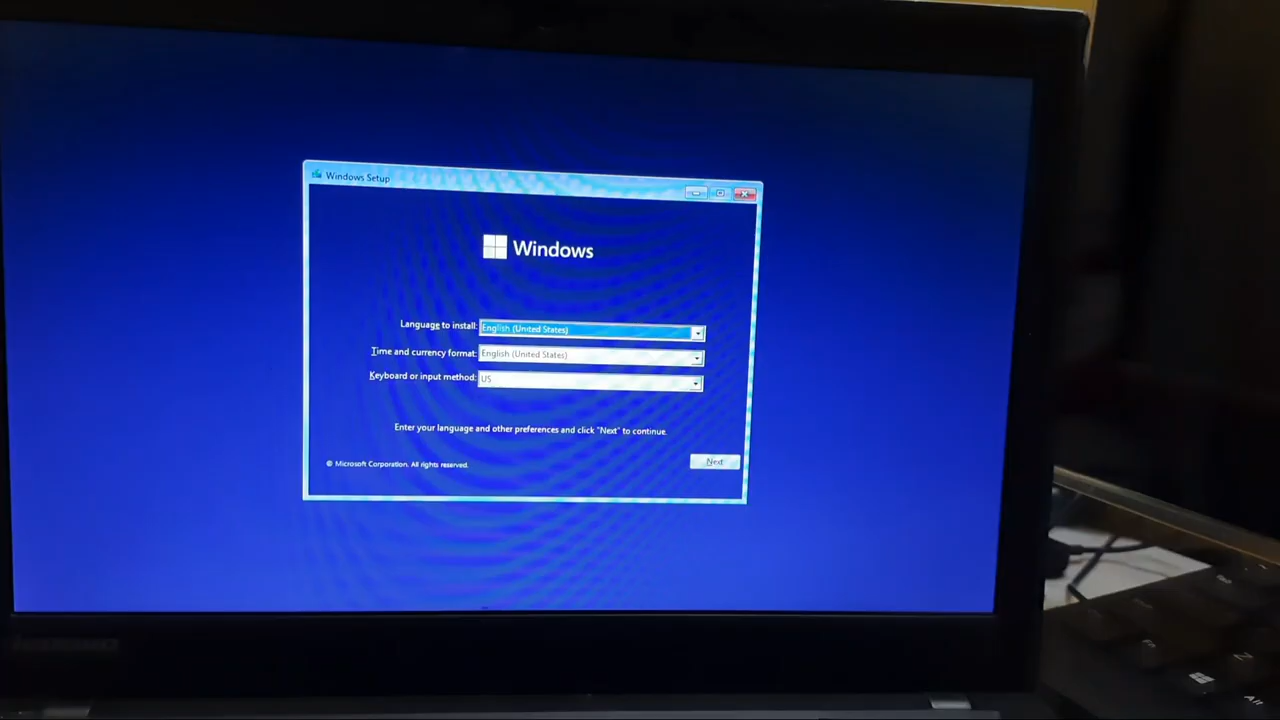 Windows Setup
Windows
Language to install: English (United States)
Time and currency format: English (United States)
Keyboard or input method: US
Enter your language and other preferences and click "Next" to continue.
© Microsoft Corporation. All rights reserved.
Next
Fn
Z
Alt